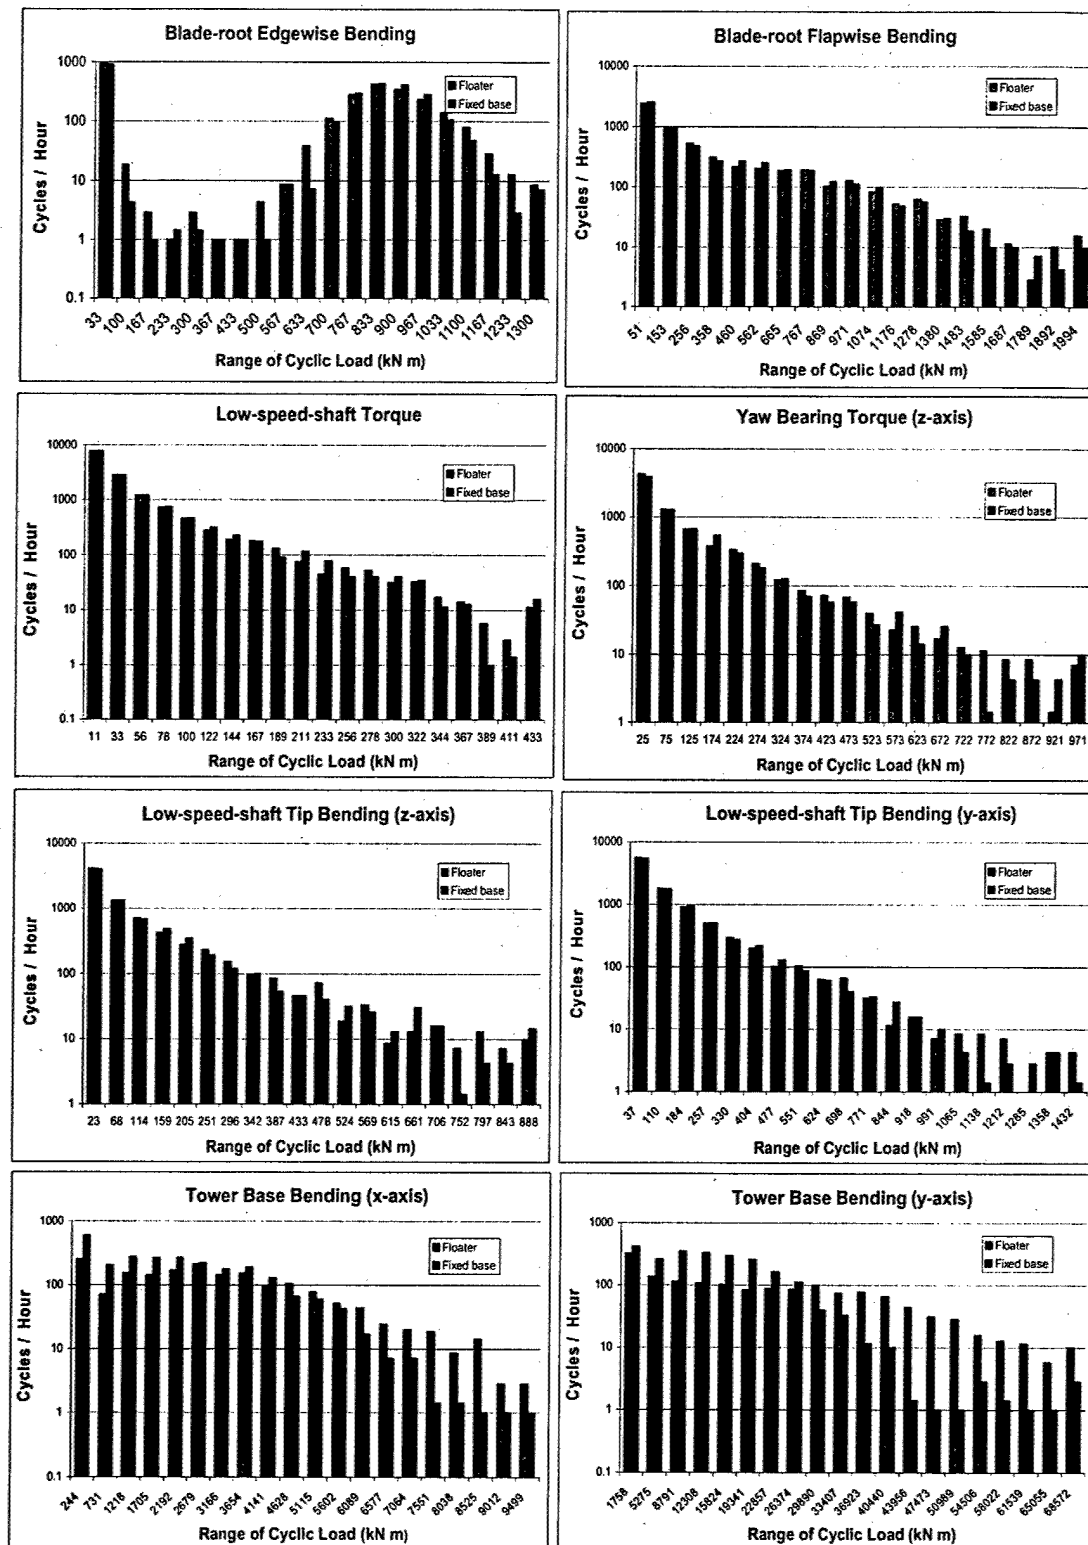 Blade-root Edgewise Bending
Cycles / Hour
1000
100
10
1
0.1
Floater
Fixed base
33 100 167 233 300 367 433 500 567 633 700 767 833 900 967 1033 1100 1167 1233 1300
Range of Cyclic Load (kN m)
Blade-root Flapwise Bending
Cycles / Hour
10000
1000
100
10
1
Floater
Fixed base
51 153 256 358 460 562 665 767 869 971 1074 1176 1278 1380 1483 1585 1687 1789 1892 1994
Range of Cyclic Load (kN m)
Low-speed-shaft Torque
Cycles / Hour
10000
1000
100
10
1
0.1
Floater
Fixed base
11 33 56 78 100 122 144 167 189 211 233 256 278 300 322 344 367 389 411 433
Range of Cyclic Load (kN m)
Yaw Bearing Torque (z-axis)
Cycles / Hour
10000
1000
100
10
1
Floater
Fixed base
25 75 125 174 224 274 324 374 423 473 523 573 623 672 722 772 822 872 921 971
Range of Cyclic Load (kN m)
Low-speed-shaft Tip Bending (z-axis)
Cycles / Hour
10000
1000
100
10
1
Floater
Fixed base
23 68 114 159 205 251 296 342 387 433 478 524 569 615 661 706 752 797 843 888
Range of Cyclic Load (kN m)
Low-speed-shaft Tip Bending (y-axis)
Cycles / Hour
10000
1000
100
10
1
Floater
Fixed base
37 110 184 257 330 404 477 551 624 698 771 844 918 991 1065 1138 1212 1285 1358 1432
Range of Cyclic Load (kN m)
Tower Base Bending (x-axis)
Cycles / Hour
1000
100
10
1
0.1
Floater
Fixed base
244 731 1218 1705 2192 2679 3166 3654 4141 4628 5115 5602 6089 6577 7064 7551 8038 8525 9012 9499
Range of Cyclic Load (kN m)
Tower Base Bending (y-axis)
Cycles / Hour
1000
100
10
1
0.1
Floater
Fixed base
1758 5275 8791 12308 15824 19341 22857 26374 29890 33407 36923 40440 43956 47473 50989 54506 58022 61539 65055 68572
Range of Cyclic Load (kN m)